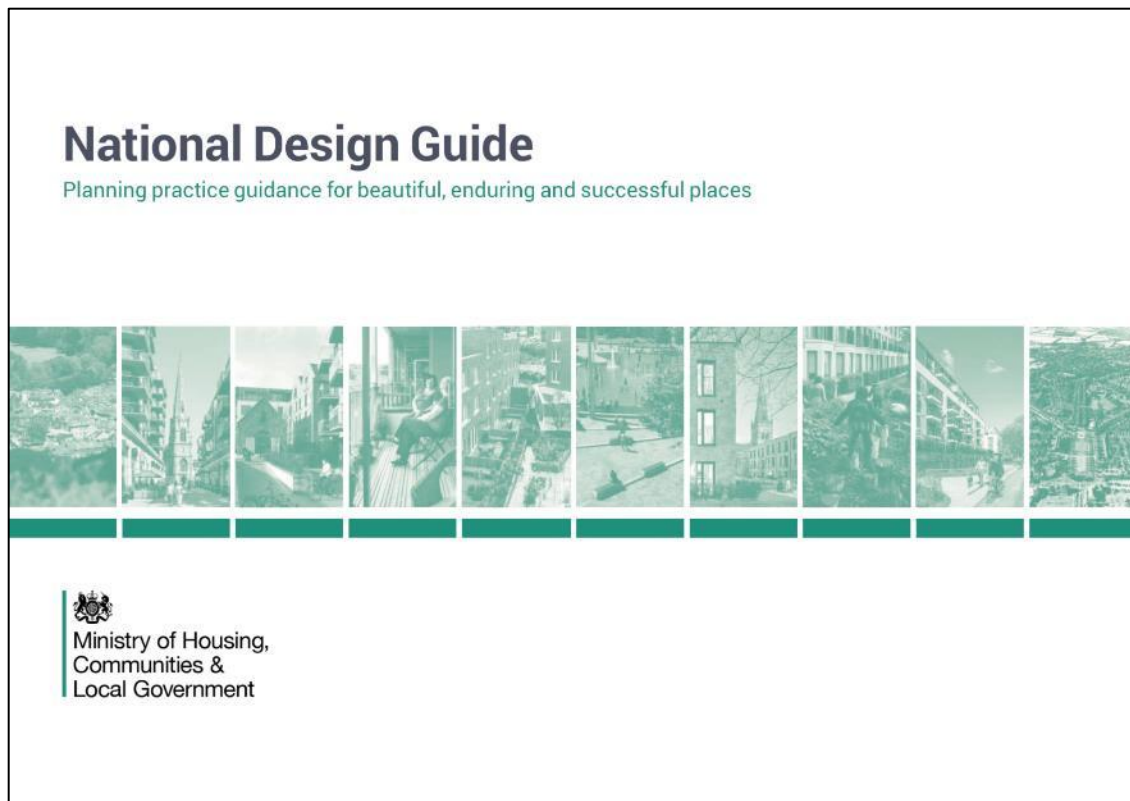 National Design Guide
Planning practice guidance for beautiful, enduring and successful places
Ministry of Housing,
Communities &
Local Government